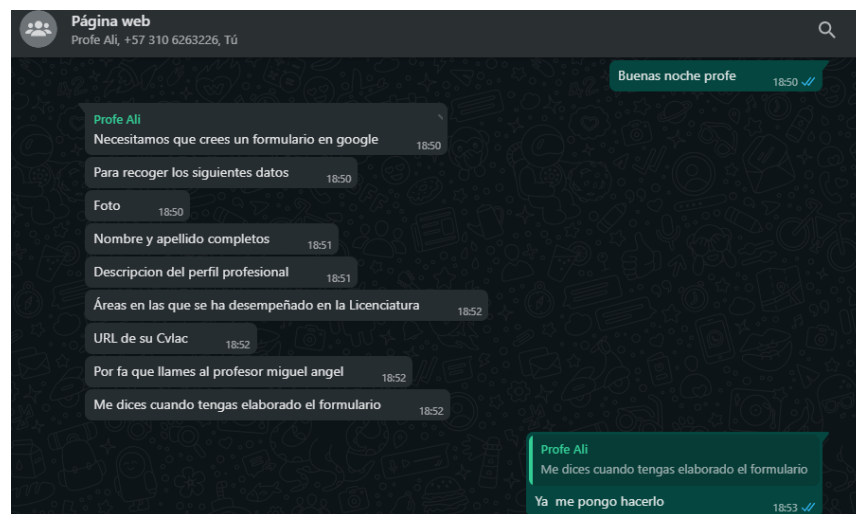 Página web
Profe Ali, +57 310 6263226, Tú
Buenas noche profe 18:50
Profe Ali
Necesitamos que crees un formulario en google 18:50
Para recoger los siguientes datos 18:50
Foto 18:50
Nombre y apellido completos 18:51
Descripcion del perfil profesional 18:51
Áreas en las que se ha desempeñado en la Licenciatura 18:52
URL de su Cvlac 18:52
Por fa que llames al profesor miguel angel 18:52
Me dices cuando tengas elaborado el formulario 18:52
Profe Ali
Me dices cuando tengas elaborado el formulario
Ya me pongo hacerlo 18:53